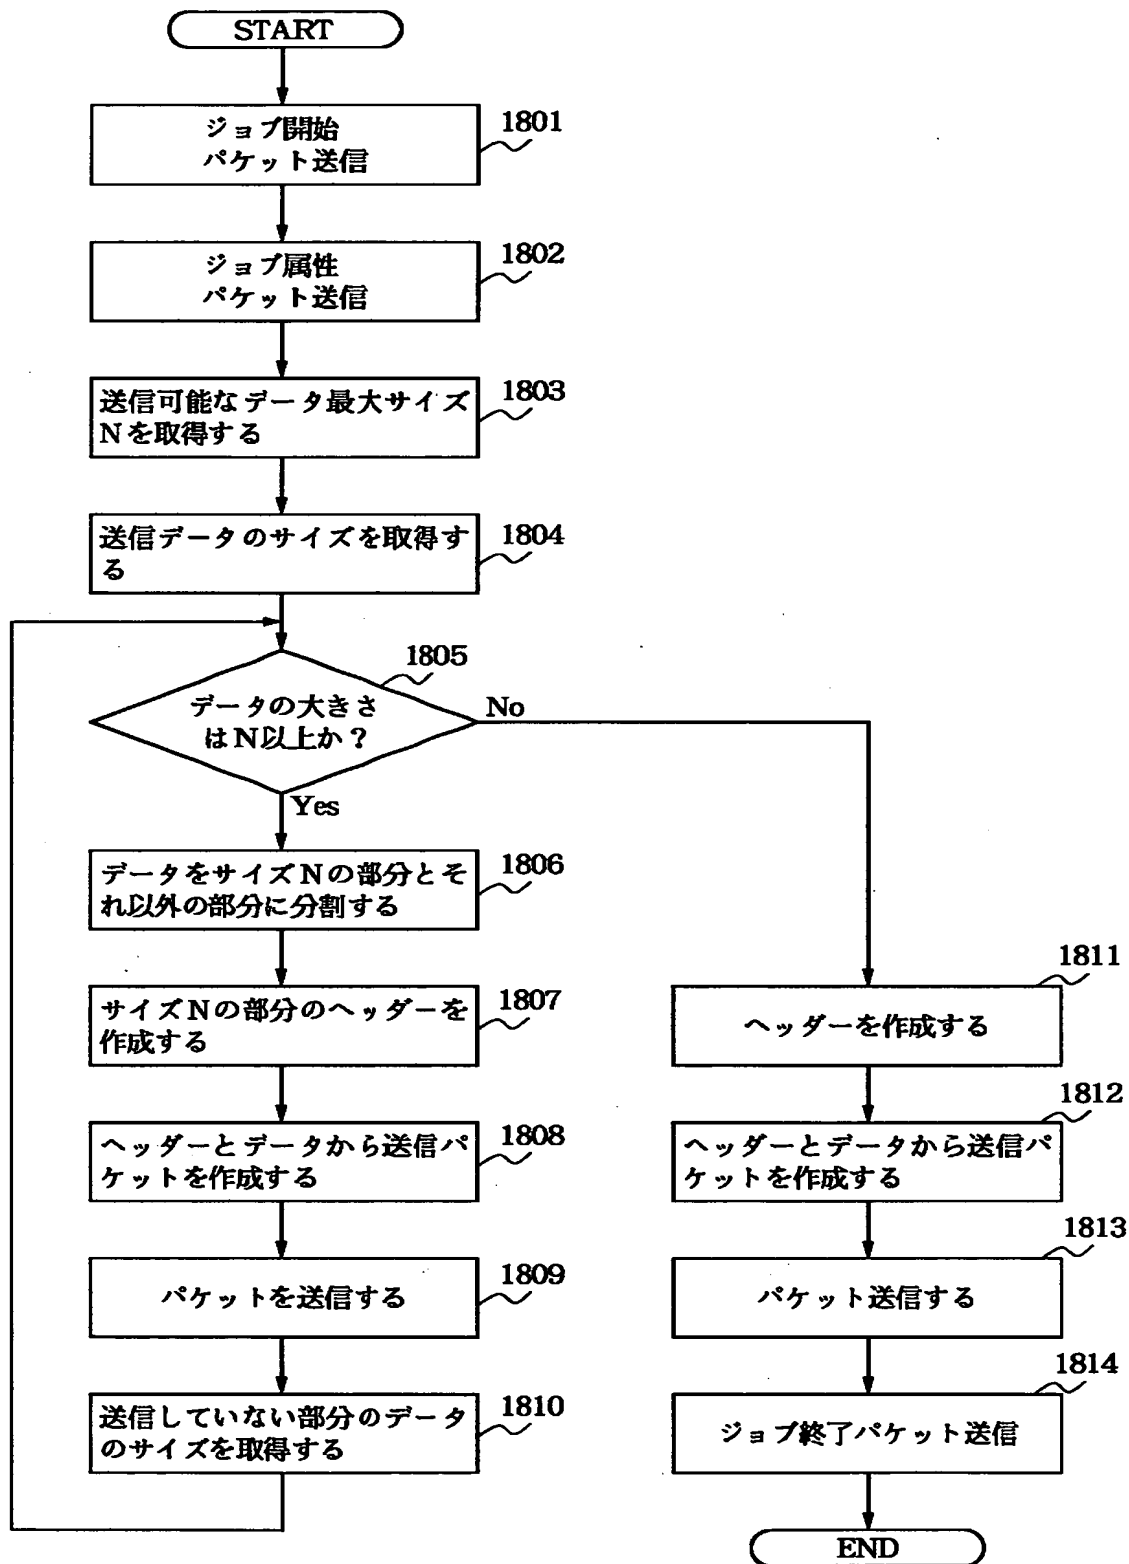 START
ジョブ開始
パケット送信
1801
ジョブ属性
パケット送信
1802
送信可能なデータ最大サイズ
Nを取得する
1803
送信データのサイズを取得す
る
1804
データの大きさ
はN以上か?
1805
No
Yes
データをサイズNの部分とそ
れ以外の部分に分割する
1806
サイズNの部分のヘッダーを
作成する
1807
ヘッダーとデータから送信パ
ケットを作成する
1808
パケットを送信する
1809
送信していない部分のデータ
のサイズを取得する
1810
ヘッダーを作成する
1811
ヘッダーとデータから送信パ
ケットを作成する
1812
パケット送信する
1813
ジョブ終了パケット送信
1814
END